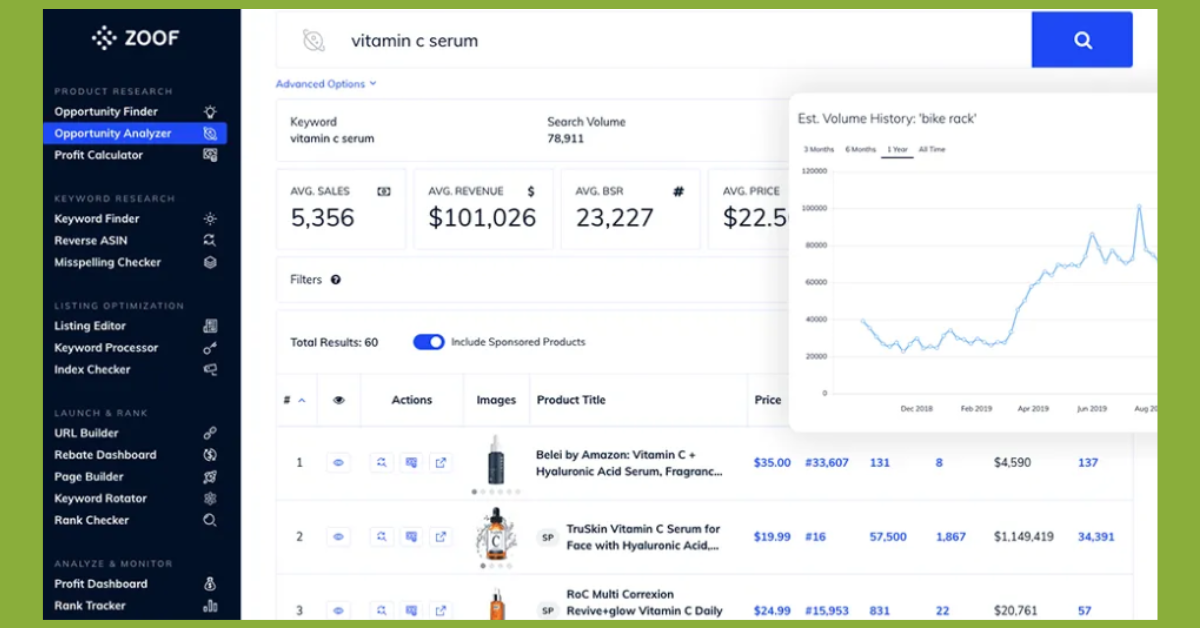 ZOOF
PRODUCT RESEARCH
Opportunity Finder
Opportunity Analyzer
Profit Calculator
KEYWORD RESEARCH
Keyword Finder
Reverse ASIN
Misspelling Checker
LISTING OPTIMIZATION
Listing Editor
Keyword Processor
Index Checker
LAUNCH & RANK
URL Builder
Rebate Dashboard
Page Builder
Keyword Rotator
Rank Checker
ANALYZE & MONITOR
Profit Dashboard
Rank Tracker
vitamin c serum
Advanced Options
Keyword
vitamin c serum
Search Volume
78,911
AVG. SALES
5,356
AVG. REVENUE $
$101,026
AVG. BSR #
23,227
AVG. PRICE
$22.5
Filters ?
Total Results: 60 Include Sponsored Products
# Actions Images Product Title Price
1 Belei by Amazon: Vitamin C +
Hyaluronic Acid Serum, Fragranc... $35.00 #33,607 131 8 $4,590 137
2 C SP TruSkin Vitamin C Serum for
Face with Hyaluronic Acid,... $19.99 #16 57,500 1,867 $1,149,419 34,391
3 SP RoC Multi Correxion
Revive+glow Vitamin C Daily $24.99 #15,953 831 22 $20,761 57
Est. Volume History: 'bike rack'
3 Months 6 Months 1 Year All Time
120000
100000
80000
60000
40000
20000
0
Dec 2018 Feb 2019 Apr 2019 Jun 2019 Aug 20